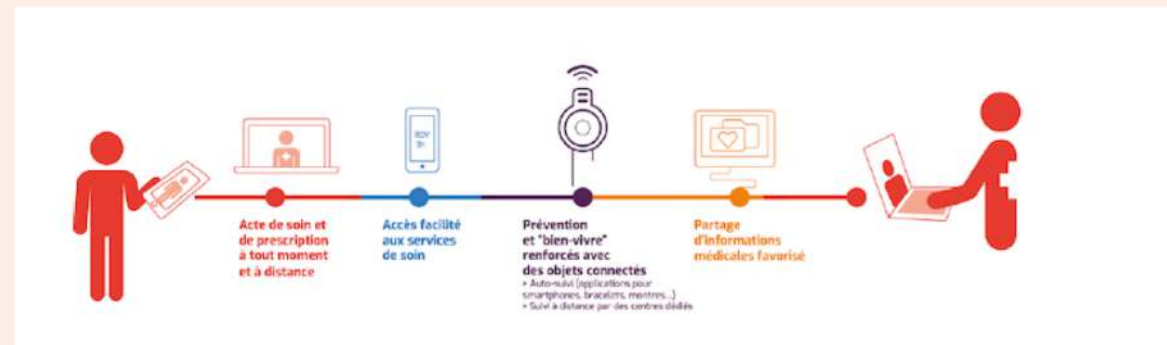 RDV
Acte de soin et
de prescription
à tout moment
et à distance
Accès facilité
aux services
de soin
Prévention
et "bien-vivre"
renforcés avec
des objets connectés
• Auto-suivi (applications pour
smartphones, bracelets, montres...)
• Suivi à distance par des centres dédiés
Partage
d'informations
médicales favorisé